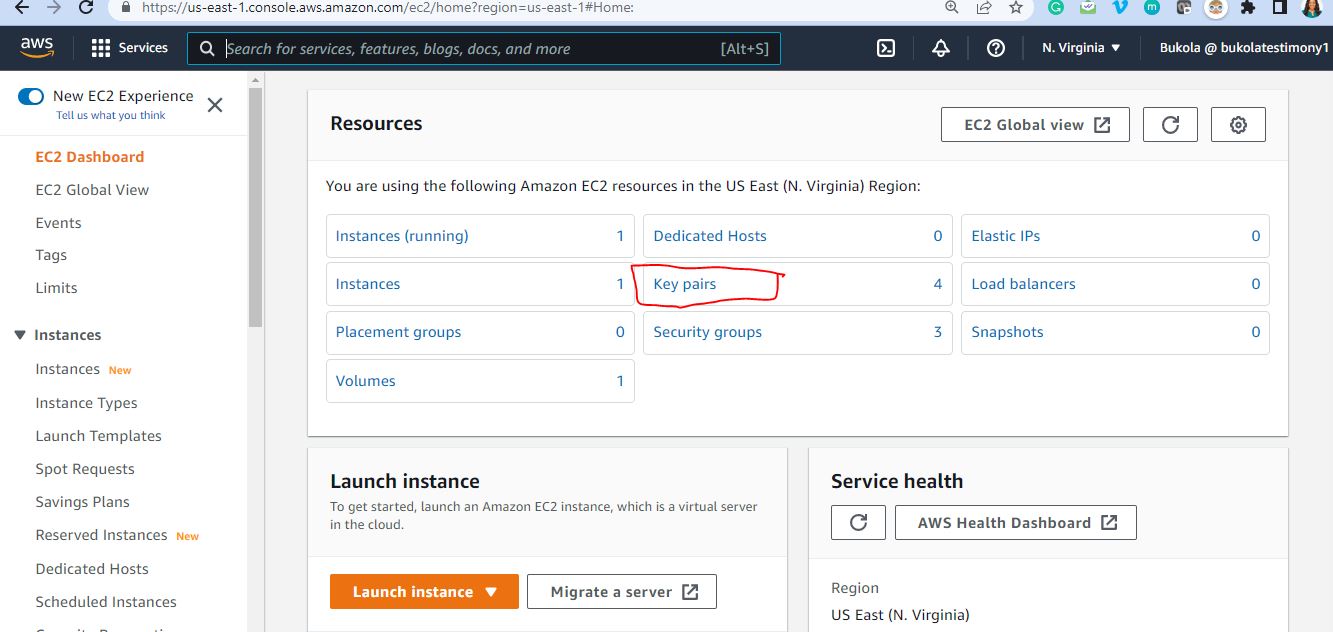 https://us-east-1.console.aws.amazon.com/ec2/home?region=us-east-1#Home:
aws
Services
Search for services, features, blogs, docs, and more
[Alt+S]
N. Virginia
Bukola @ bukolatestimony1
New EC2 Experience
Tell us what you think
EC2 Dashboard
EC2 Global View
Events
Tags
Limits
Instances
Instances New
Instance Types
Launch Templates
Spot Requests
Savings Plans
Reserved Instances New
Dedicated Hosts
Scheduled Instances
Resources
EC2 Global view
You are using the following Amazon EC2 resources in the US East (N. Virginia) Region:
Instances (running) 1
Dedicated Hosts 0
Elastic IPs 0
Instances 1
Key pairs 4
Load balancers 0
Placement groups 0
Security groups 3
Snapshots 0
Volumes 1
Launch instance
To get started, launch an Amazon EC2 instance, which is a virtual server
in the cloud.
Launch instance
Migrate a server
Service health
AWS Health Dashboard
Region
US East (N. Virginia)